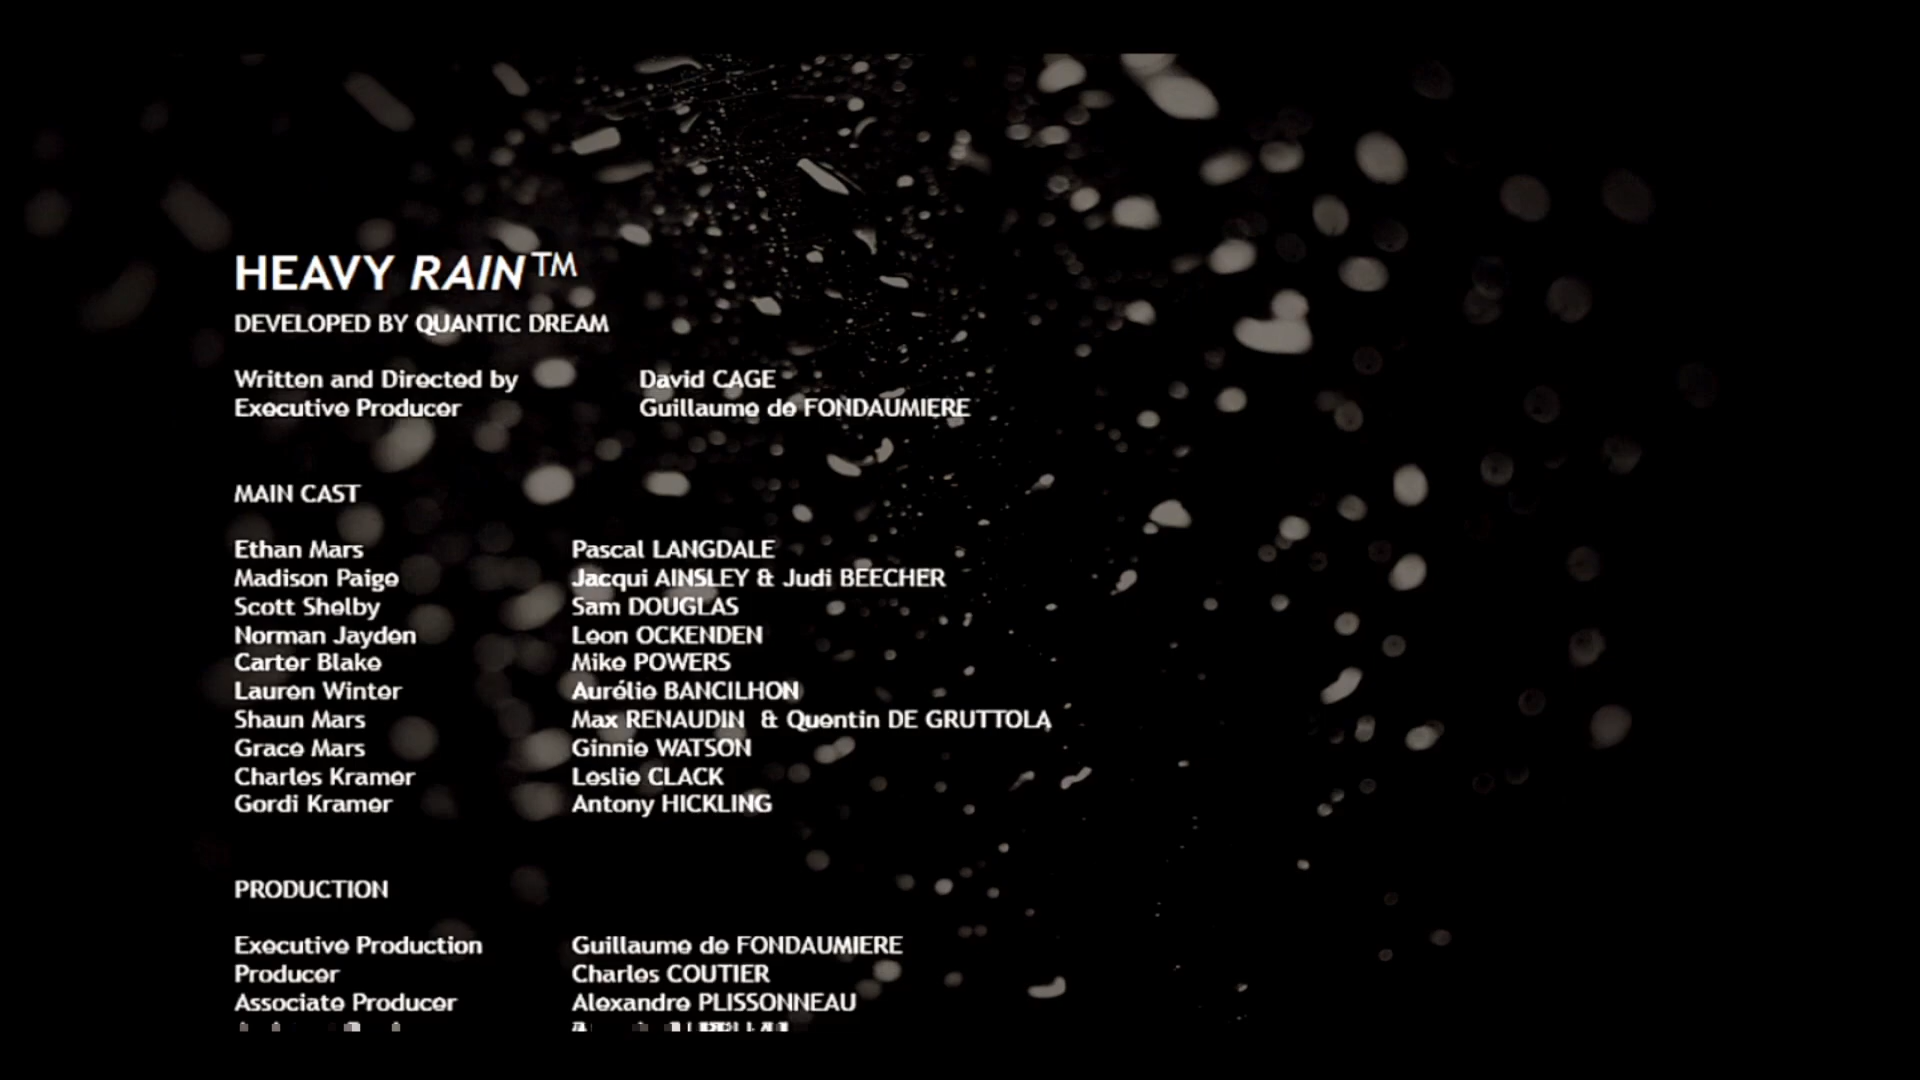 HEAVY RAIN™
DEVELOPED BY QUANTIC DREAM
Written and Directed by David CAGE
Executive Producer Guillaume de FONDAUMIERE
MAIN CAST
Ethan Mars Pascal LANGDALE
Madison Paige Jacqui AINSLEY & Judi BEECHER
Scott Shelby Sam DOUGLAS
Norman Jayden Leon OCKENDEN
Carter Blake Mike POWERS
Lauren Winter Aurélie BANCILHON
Shaun Mars Max RENAUDIN & Quentin DE GRUTTOLA
Grace Mars Ginnie WATSON
Charles Kramer Leslie CLACK
Gordi Kramer Antony HICKLING
PRODUCTION
Executive Production Guillaume de FONDAUMIERE
Producer Charles COUTIER
Associate Producer Alexandre PLISSONNEAU